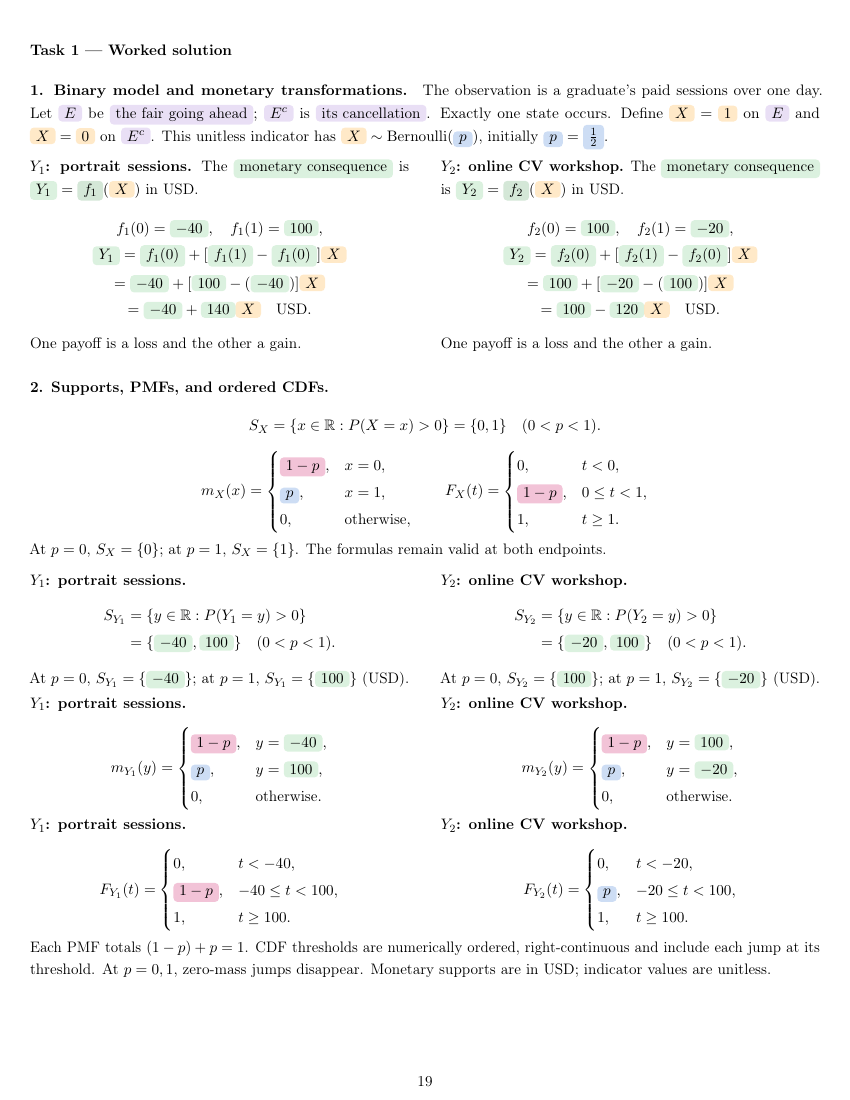 Task 1 — Worked solution
1. Binary model and monetary transformations. The observation is a graduate's paid sessions over one day.
Let E be the fair going ahead; Eᶜ is its cancellation. Exactly one state occurs. Define X = 1 on E and
X = 0 on Eᶜ. This unitless indicator has X ∼ Bernoulli(p), initially p = 1/2.
Y₁: portrait sessions. The monetary consequence is
Y₁ = f₁(X) in USD.
f₁(0) = −40, f₁(1) = 100,
Y₁ = f₁(0) + [f₁(1) − f₁(0)]X
= −40 + [100 − (−40)]X
= −40 + 140X USD.
One payoff is a loss and the other a gain.
Y₂: online CV workshop. The monetary consequence
is Y₂ = f₂(X) in USD.
f₂(0) = 100, f₂(1) = −20,
Y₂ = f₂(0) + [f₂(1) − f₂(0)]X
= 100 + [−20 − (100)]X
= 100 − 120X USD.
One payoff is a loss and the other a gain.
2. Supports, PMFs, and ordered CDFs.
S_X = {x ∈ ℝ : P(X = x) > 0} = {0, 1} (0 < p < 1).
m_X(x) = { 1 − p, x = 0,
p, x = 1,
0, otherwise,
F_X(t) = { 0, t < 0,
1 − p, 0 ≤ t < 1,
1, t ≥ 1.
At p = 0, S_X = {0}; at p = 1, S_X = {1}. The formulas remain valid at both endpoints.
Y₁: portrait sessions.
S_Y₁ = {y ∈ ℝ : P(Y₁ = y) > 0}
= {−40, 100} (0 < p < 1).
At p = 0, S_Y₁ = {−40}; at p = 1, S_Y₁ = {100} (USD).
Y₂: online CV workshop.
S_Y₂ = {y ∈ ℝ : P(Y₂ = y) > 0}
= {−20, 100} (0 < p < 1).
At p = 0, S_Y₂ = {100}; at p = 1, S_Y₂ = {−20} (USD).
Y₁: portrait sessions.
m_Y₁(y) = { 1 − p, y = −40,
p, y = 100,
0, otherwise.
Y₂: online CV workshop.
m_Y₂(y) = { 1 − p, y = 100,
p, y = −20,
0, otherwise.
Y₁: portrait sessions.
F_Y₁(t) = { 0, t < −40,
1 − p, −40 ≤ t < 100,
1, t ≥ 100.
Y₂: online CV workshop.
F_Y₂(t) = { 0, t < −20,
p, −20 ≤ t < 100,
1, t ≥ 100.
Each PMF totals (1 − p) + p = 1. CDF thresholds are numerically ordered, right-continuous and include each jump at its
threshold. At p = 0, 1, zero-mass jumps disappear. Monetary supports are in USD; indicator values are unitless.
19